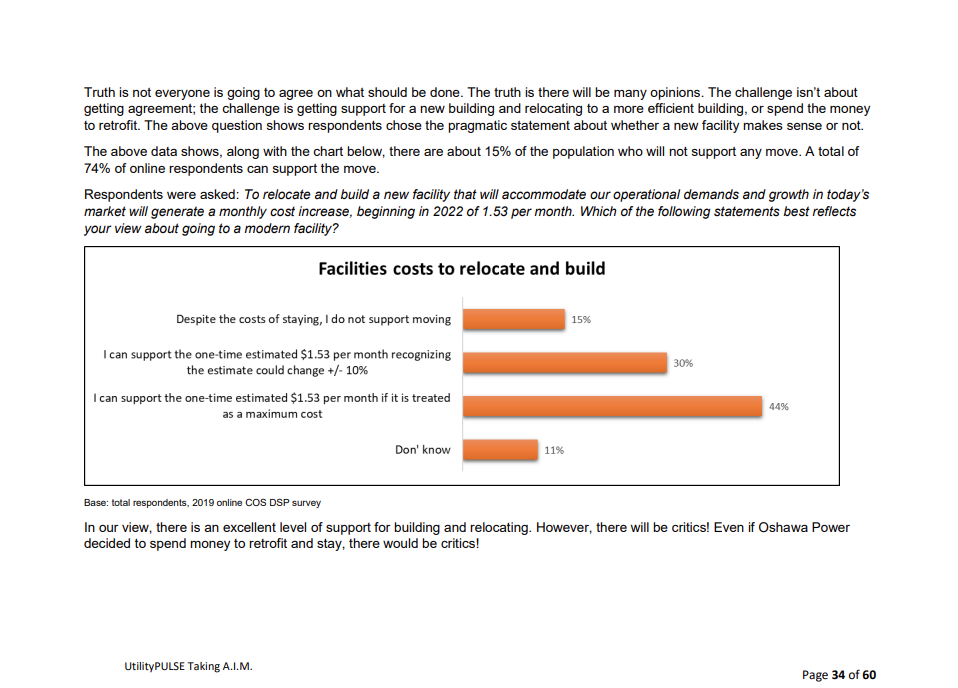 Truth is not everyone is going to agree on what should be done. The truth is there will be many opinions. The challenge isn't about
getting agreement; the challenge is getting support for a new building and relocating to a more efficient building, or spend the money
to retrofit. The above question shows respondents chose the pragmatic statement about whether a new facility makes sense or not.
The above data shows, along with the chart below, there are about 15% of the population who will not support any move. A total of
74% of online respondents can support the move.
Respondents were asked: To relocate and build a new facility that will accommodate our operational demands and growth in today's
market will generate a monthly cost increase, beginning in 2022 of 1.53 per month. Which of the following statements best reflects
your view about going to a modern facility?
Facilities costs to relocate and build
Despite the costs of staying, I do not support moving
15%
I can support the one-time estimated $1.53 per month recognizing
the estimate could change +/- 10%
30%
I can support the one-time estimated $1.53 per month if it is treated
as a maximum cost
44%
Don' know
11%
Base: total respondents, 2019 online COS DSP survey
In our view, there is an excellent level of support for building and relocating. However, there will be critics! Even if Oshawa Power
decided to spend money to retrofit and stay, there would be critics!
UtilityPULSE Taking A.I.M.
Page 34 of 60